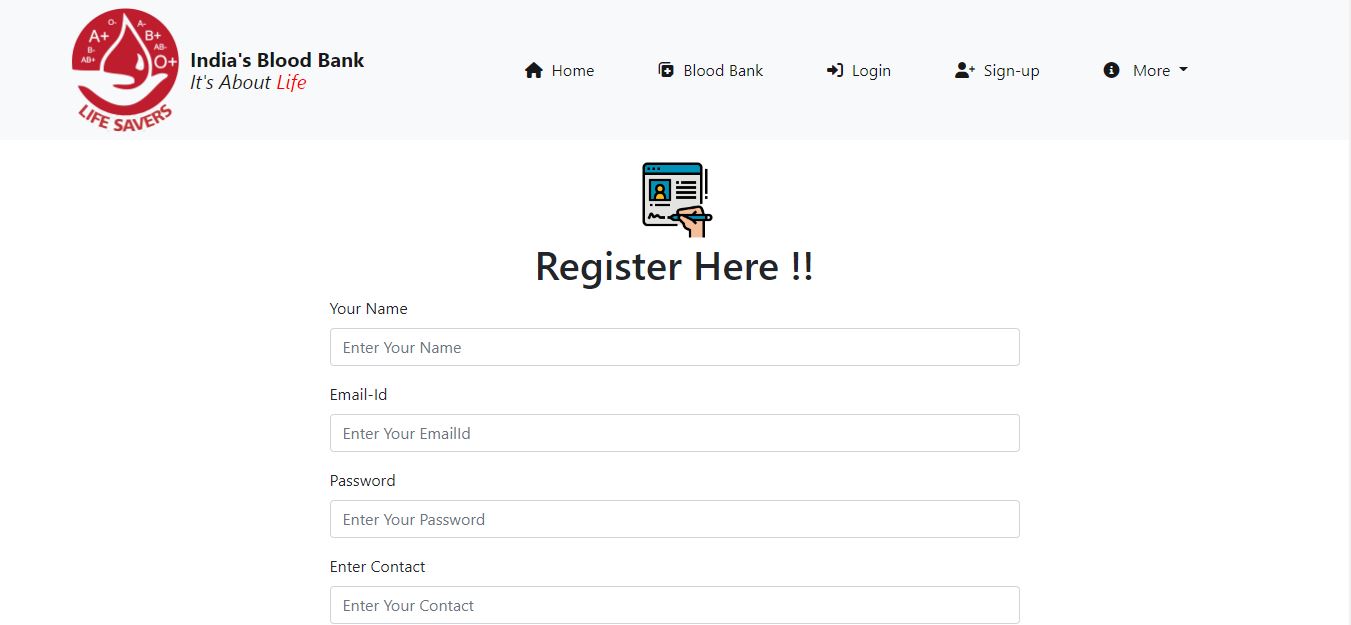 O-
A-
A+
B+
B-
AB-
AB+
O+
LIFE SAVERS
India's Blood Bank
It's About Life
Home
Blood Bank
Login
Sign-up
More
Register Here !!
Your Name
Enter Your Name
Email-Id
Enter Your EmailId
Password
Enter Your Password
Enter Contact
Enter Your Contact